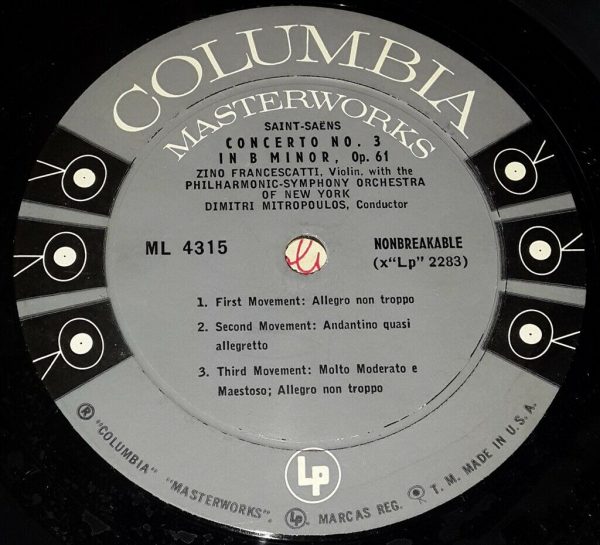 COLUMBIA
MASTERWORKS
SAINT-SAËNS
CONCERTO NO. 3
IN B MINOR, Op. 61
ZINO FRANCESCATTI, Violin, with the
PHILHARMONIC-SYMPHONY ORCHESTRA
OF NEW YORK
DIMITRI MITROPOULOS, Conductor
ML 4315
NONBREAKABLE
(x“Lp” 2283)
1. First Movement: Allegro non troppo
2. Second Movement: Andantino quasi
allegretto
3. Third Movement: Molto Moderato e
Maestoso; Allegro non troppo
Lp
® "COLUMBIA" "MASTERWORKS". Lp. MARCAS REG. T. M. MADE IN U.S.A.